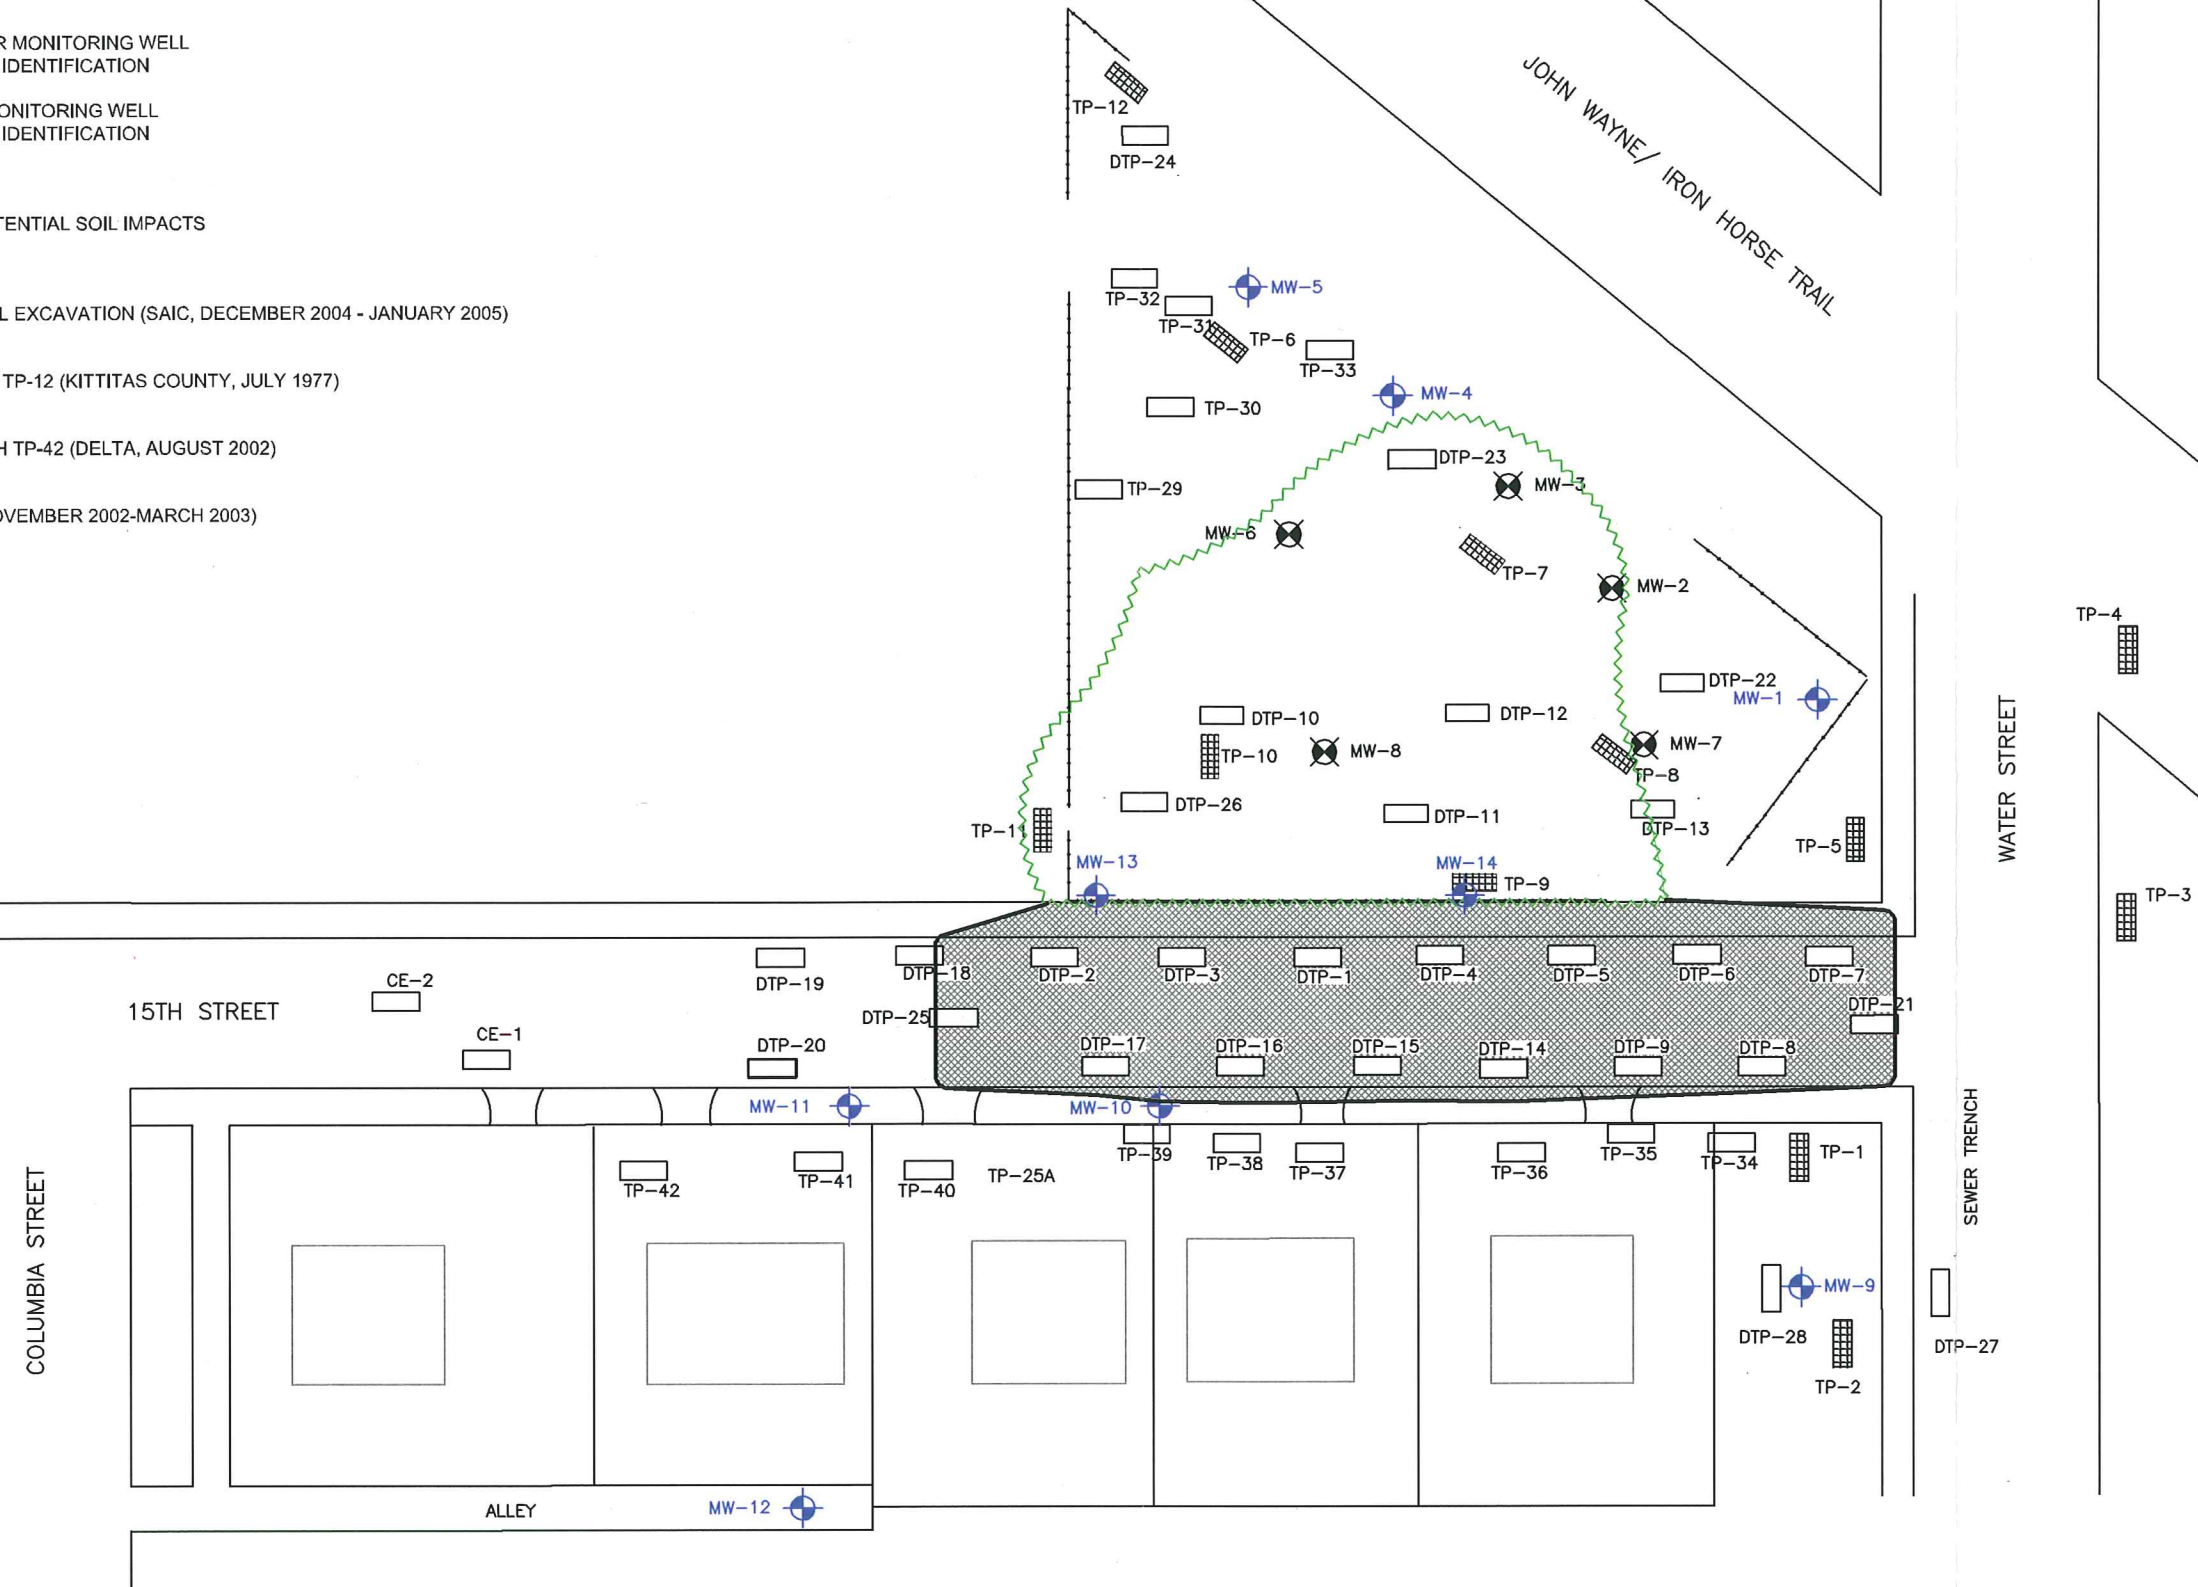 R MONITORING WELL
IDENTIFICATION
ONITORING WELL
IDENTIFICATION
TENTIAL SOIL IMPACTS
L EXCAVATION (SAIC, DECEMBER 2004 - JANUARY 2005)
TP-12 (KITTITAS COUNTY, JULY 1977)
H TP-42 (DELTA, AUGUST 2002)
OVEMBER 2002-MARCH 2003)
JOHN WAYNE/ IRON HORSE TRAIL
TP-12
DTP-24
MW-5
TP-32
TP-31
TP-6
TP-33
MW-4
TP-30
DTP-23
TP-29
MW-3
MW-6
TP-7
MW-2
TP-4
DTP-22
MW-1
DTP-10
DTP-12
MW-7
MW-8
TP-10
TP-8
WATER STREET
DTP-26
DTP-11
DTP-13
TP-11
TP-5
MW-13
MW-14
TP-9
TP-3
DTP-18
DTP-2
DTP-3
DTP-1
DTP-4
DTP-5
DTP-6
DTP-7
CE-2
DTP-19
15TH STREET
DTP-25
DTP-21
CE-1
DTP-20
DTP-17
DTP-16
DTP-15
DTP-14
DTP-9
DTP-8
MW-11
MW-10
SEWER TRENCH
TP-42
TP-41
TP-40
TP-25A
TP-39
TP-38
TP-37
TP-36
TP-35
TP-34
TP-1
COLUMBIA STREET
MW-9
DTP-28
DTP-27
TP-2
ALLEY
MW-12